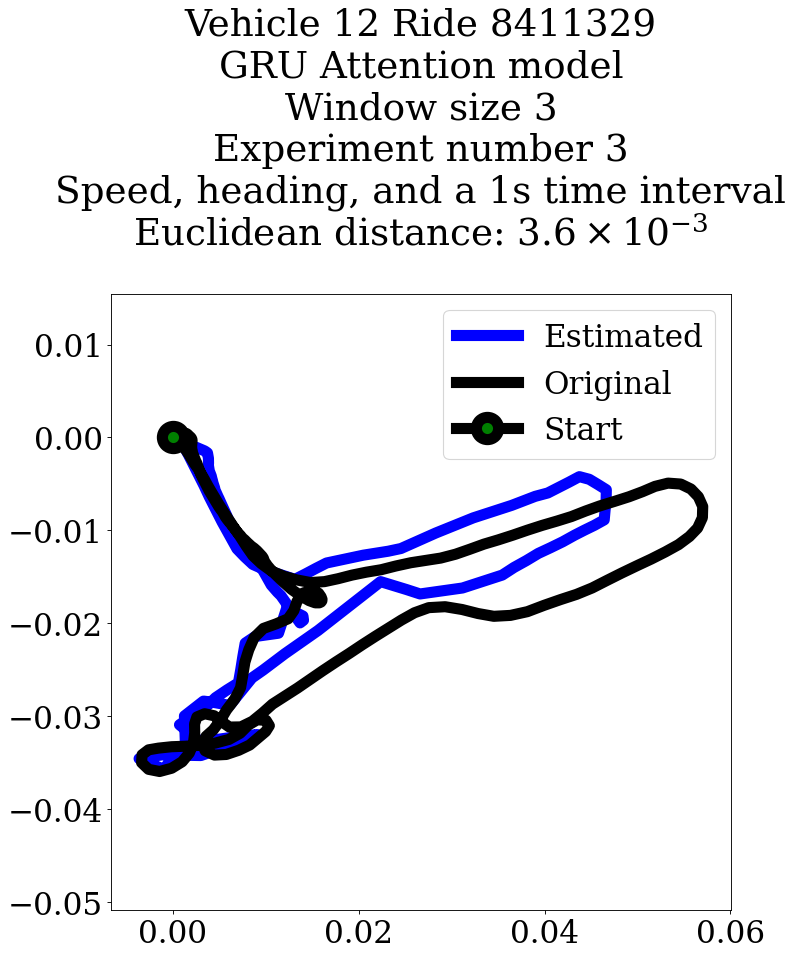 Vehicle 12 Ride 8411329
GRU Attention model
Window size 3
Experiment number 3
Speed, heading, and a 1s time interval
Euclidean distance: 3.6 × 10⁻³
Estimated
Original
Start
0.01
0.00
−0.01
−0.02
−0.03
−0.04
−0.05
0.00 0.02 0.04 0.06